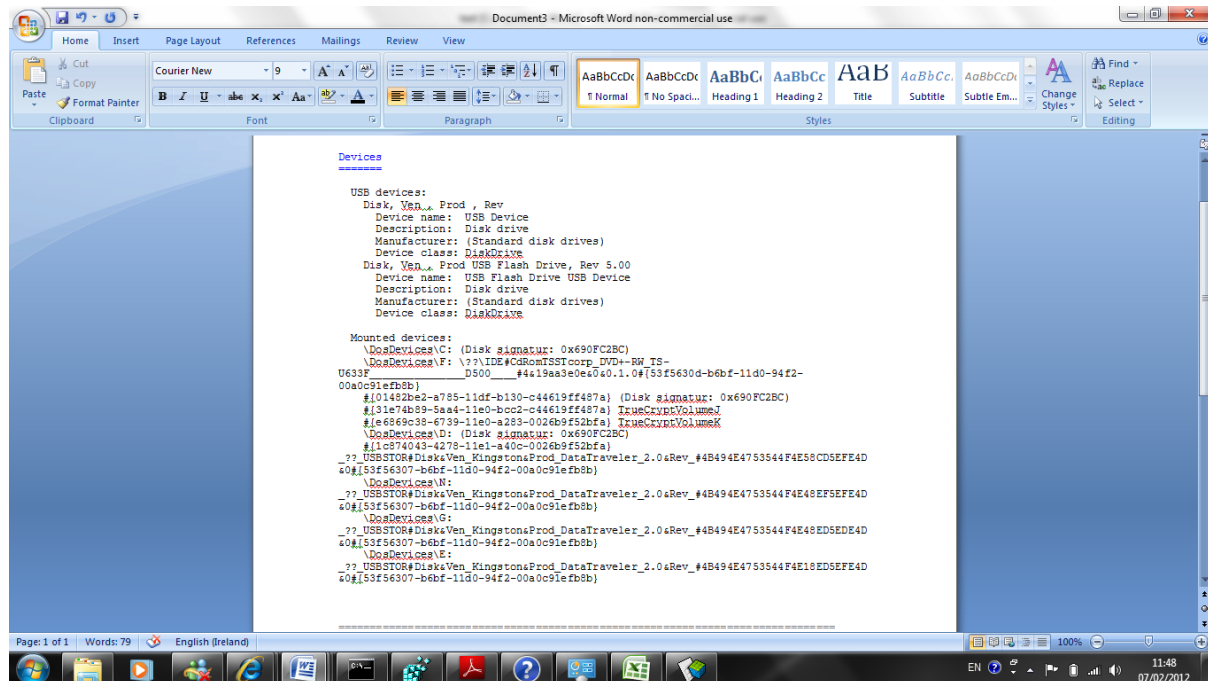 Document3 - Microsoft Word non-commercial use
Home Insert Page Layout References Mailings Review View
Cut
Copy
Paste
Format Painter
Clipboard
Courier New 9
B I U abc x, x² Aa
Font
Paragraph
AaBbCcDc AaBbCcDc AaBbC AaBbCc AaB AaBbCc. AaBbCcDc
¶ Normal ¶ No Spaci... Heading 1 Heading 2 Title Subtitle Subtle Em...
Change Styles
Styles
Find
Replace
Select
Editing
Devices
=======
USB devices:
Disk, Ven , Prod , Rev
Device name: USB Device
Description: Disk drive
Manufacturer: (Standard disk drives)
Device class: DiskDrive
Disk, Ven , Prod USB Flash Drive, Rev 5.00
Device name: USB Flash Drive USB Device
Description: Disk drive
Manufacturer: (Standard disk drives)
Device class: DiskDrive
Mounted devices:
\DosDevices\C: (Disk signatur: 0x690FC2BC)
\DosDevices\F: \??\IDE#CdRomTSSTcorp_DVD+-RW_TS-
U633F________________D500____#4&19aa3e0e&0&0.1.0#{53f5630d-b6bf-11d0-94f2-
00a0c91efb8b}
#{01482be2-a785-11df-b130-c44619ff487a} (Disk signatur: 0x690FC2BC)
#{31e74b89-5aa4-11e0-bcc2-c44619ff487a} TrueCryptVolumeJ
#{e6869c38-6739-11e0-a283-0026b9f52bfa} TrueCryptVolumeK
\DosDevices\D: (Disk signatur: 0x690FC2BC)
#{1c874043-4278-11e1-a40c-0026b9f52bfa}
_??_USBSTOR#Disk&Ven_Kingston&Prod_DataTraveler_2.0&Rev_#4B494E4753544F4E58CD5EFE4D
&0#{53f56307-b6bf-11d0-94f2-00a0c91efb8b}
\DosDevices\N:
_??_USBSTOR#Disk&Ven_Kingston&Prod_DataTraveler_2.0&Rev_#4B494E4753544F4E48EF5EFE4D
&0#{53f56307-b6bf-11d0-94f2-00a0c91efb8b}
\DosDevices\G:
_??_USBSTOR#Disk&Ven_Kingston&Prod_DataTraveler_2.0&Rev_#4B494E4753544F4E48ED5EDE4D
&0#{53f56307-b6bf-11d0-94f2-00a0c91efb8b}
\DosDevices\E:
_??_USBSTOR#Disk&Ven_Kingston&Prod_DataTraveler_2.0&Rev_#4B494E4753544F4E18ED5EFE4D
&0#{53f56307-b6bf-11d0-94f2-00a0c91efb8b}
================================================================================
Page: 1 of 1 Words: 79 English (Ireland) 100%
EN 11:48
07/02/2012